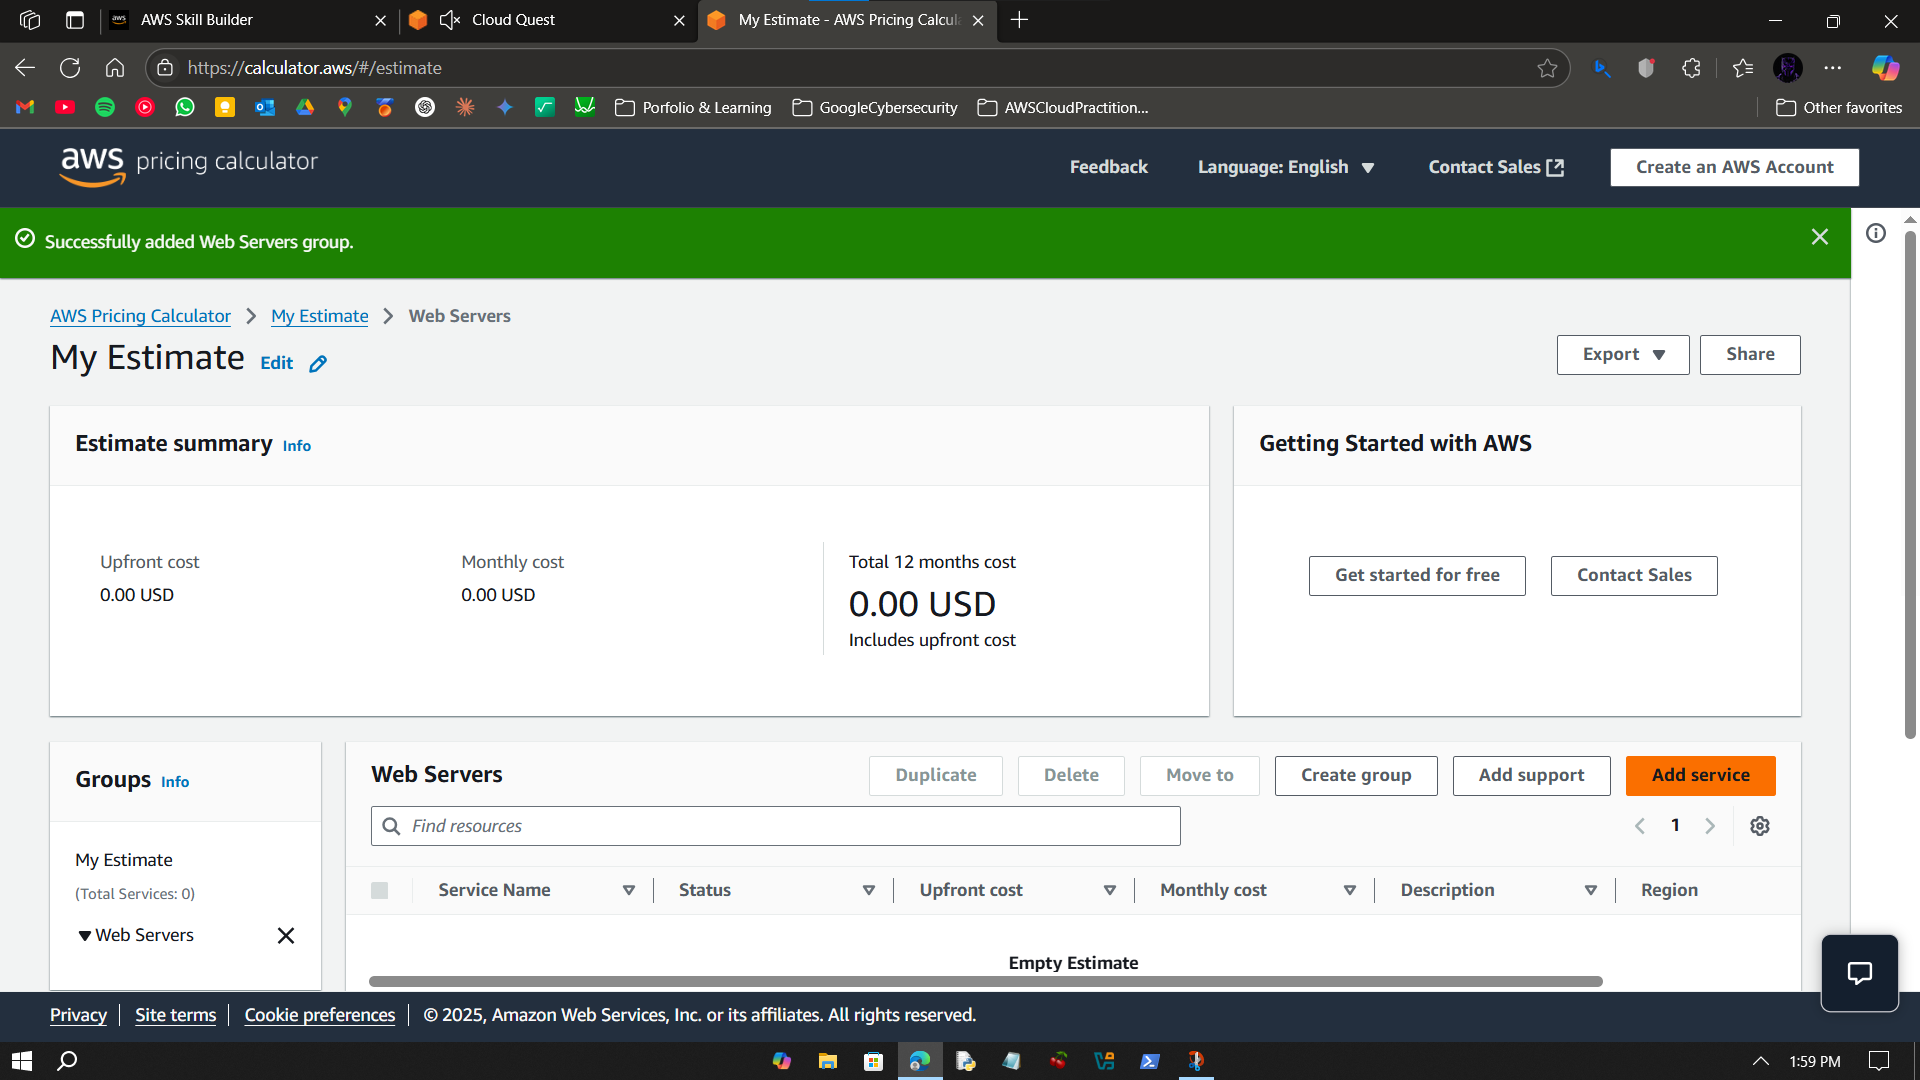 AWS Skill Builder
Cloud Quest
My Estimate - AWS Pricing Calcul
https://calculator.aws/#/estimate
Porfolio & Learning
GoogleCybersecurity
AWSCloudPractition...
Other favorites
aws pricing calculator
Feedback
Language: English
Contact Sales
Create an AWS Account
Successfully added Web Servers group.
AWS Pricing Calculator
My Estimate
Web Servers
My Estimate
Edit
Export
Share
Estimate summary
Info
Getting Started with AWS
Upfront cost
0.00 USD
Monthly cost
0.00 USD
Total 12 months cost
0.00 USD
Includes upfront cost
Get started for free
Contact Sales
Groups
Info
My Estimate
(Total Services: 0)
Web Servers
Web Servers
Duplicate
Delete
Move to
Create group
Add support
Add service
Find resources
1
Service Name
Status
Upfront cost
Monthly cost
Description
Region
Empty Estimate
Privacy
Site terms
Cookie preferences
© 2025, Amazon Web Services, Inc. or its affiliates. All rights reserved.
1:59 PM